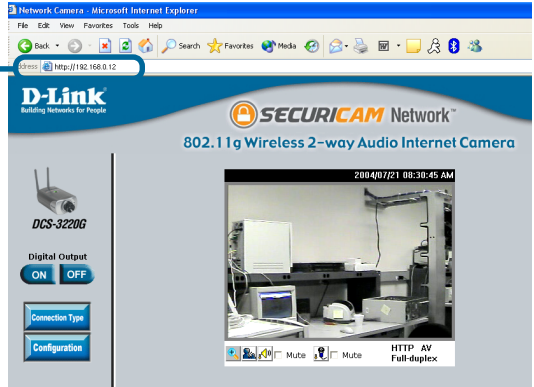 Network Camera - Microsoft Internet Explorer
File Edit View Favorites Tools Help
Back Search Favorites Media
Address http://192.168.0.12
D-Link
Building Networks for People
SECURICAM Network™
802.11g Wireless 2-way Audio Internet Camera
2004/07/21 08:30:45 AM
DCS-3220G
Digital Output
ON OFF
Connection Type
Configuration
Mute Mute
HTTP AV
Full-duplex